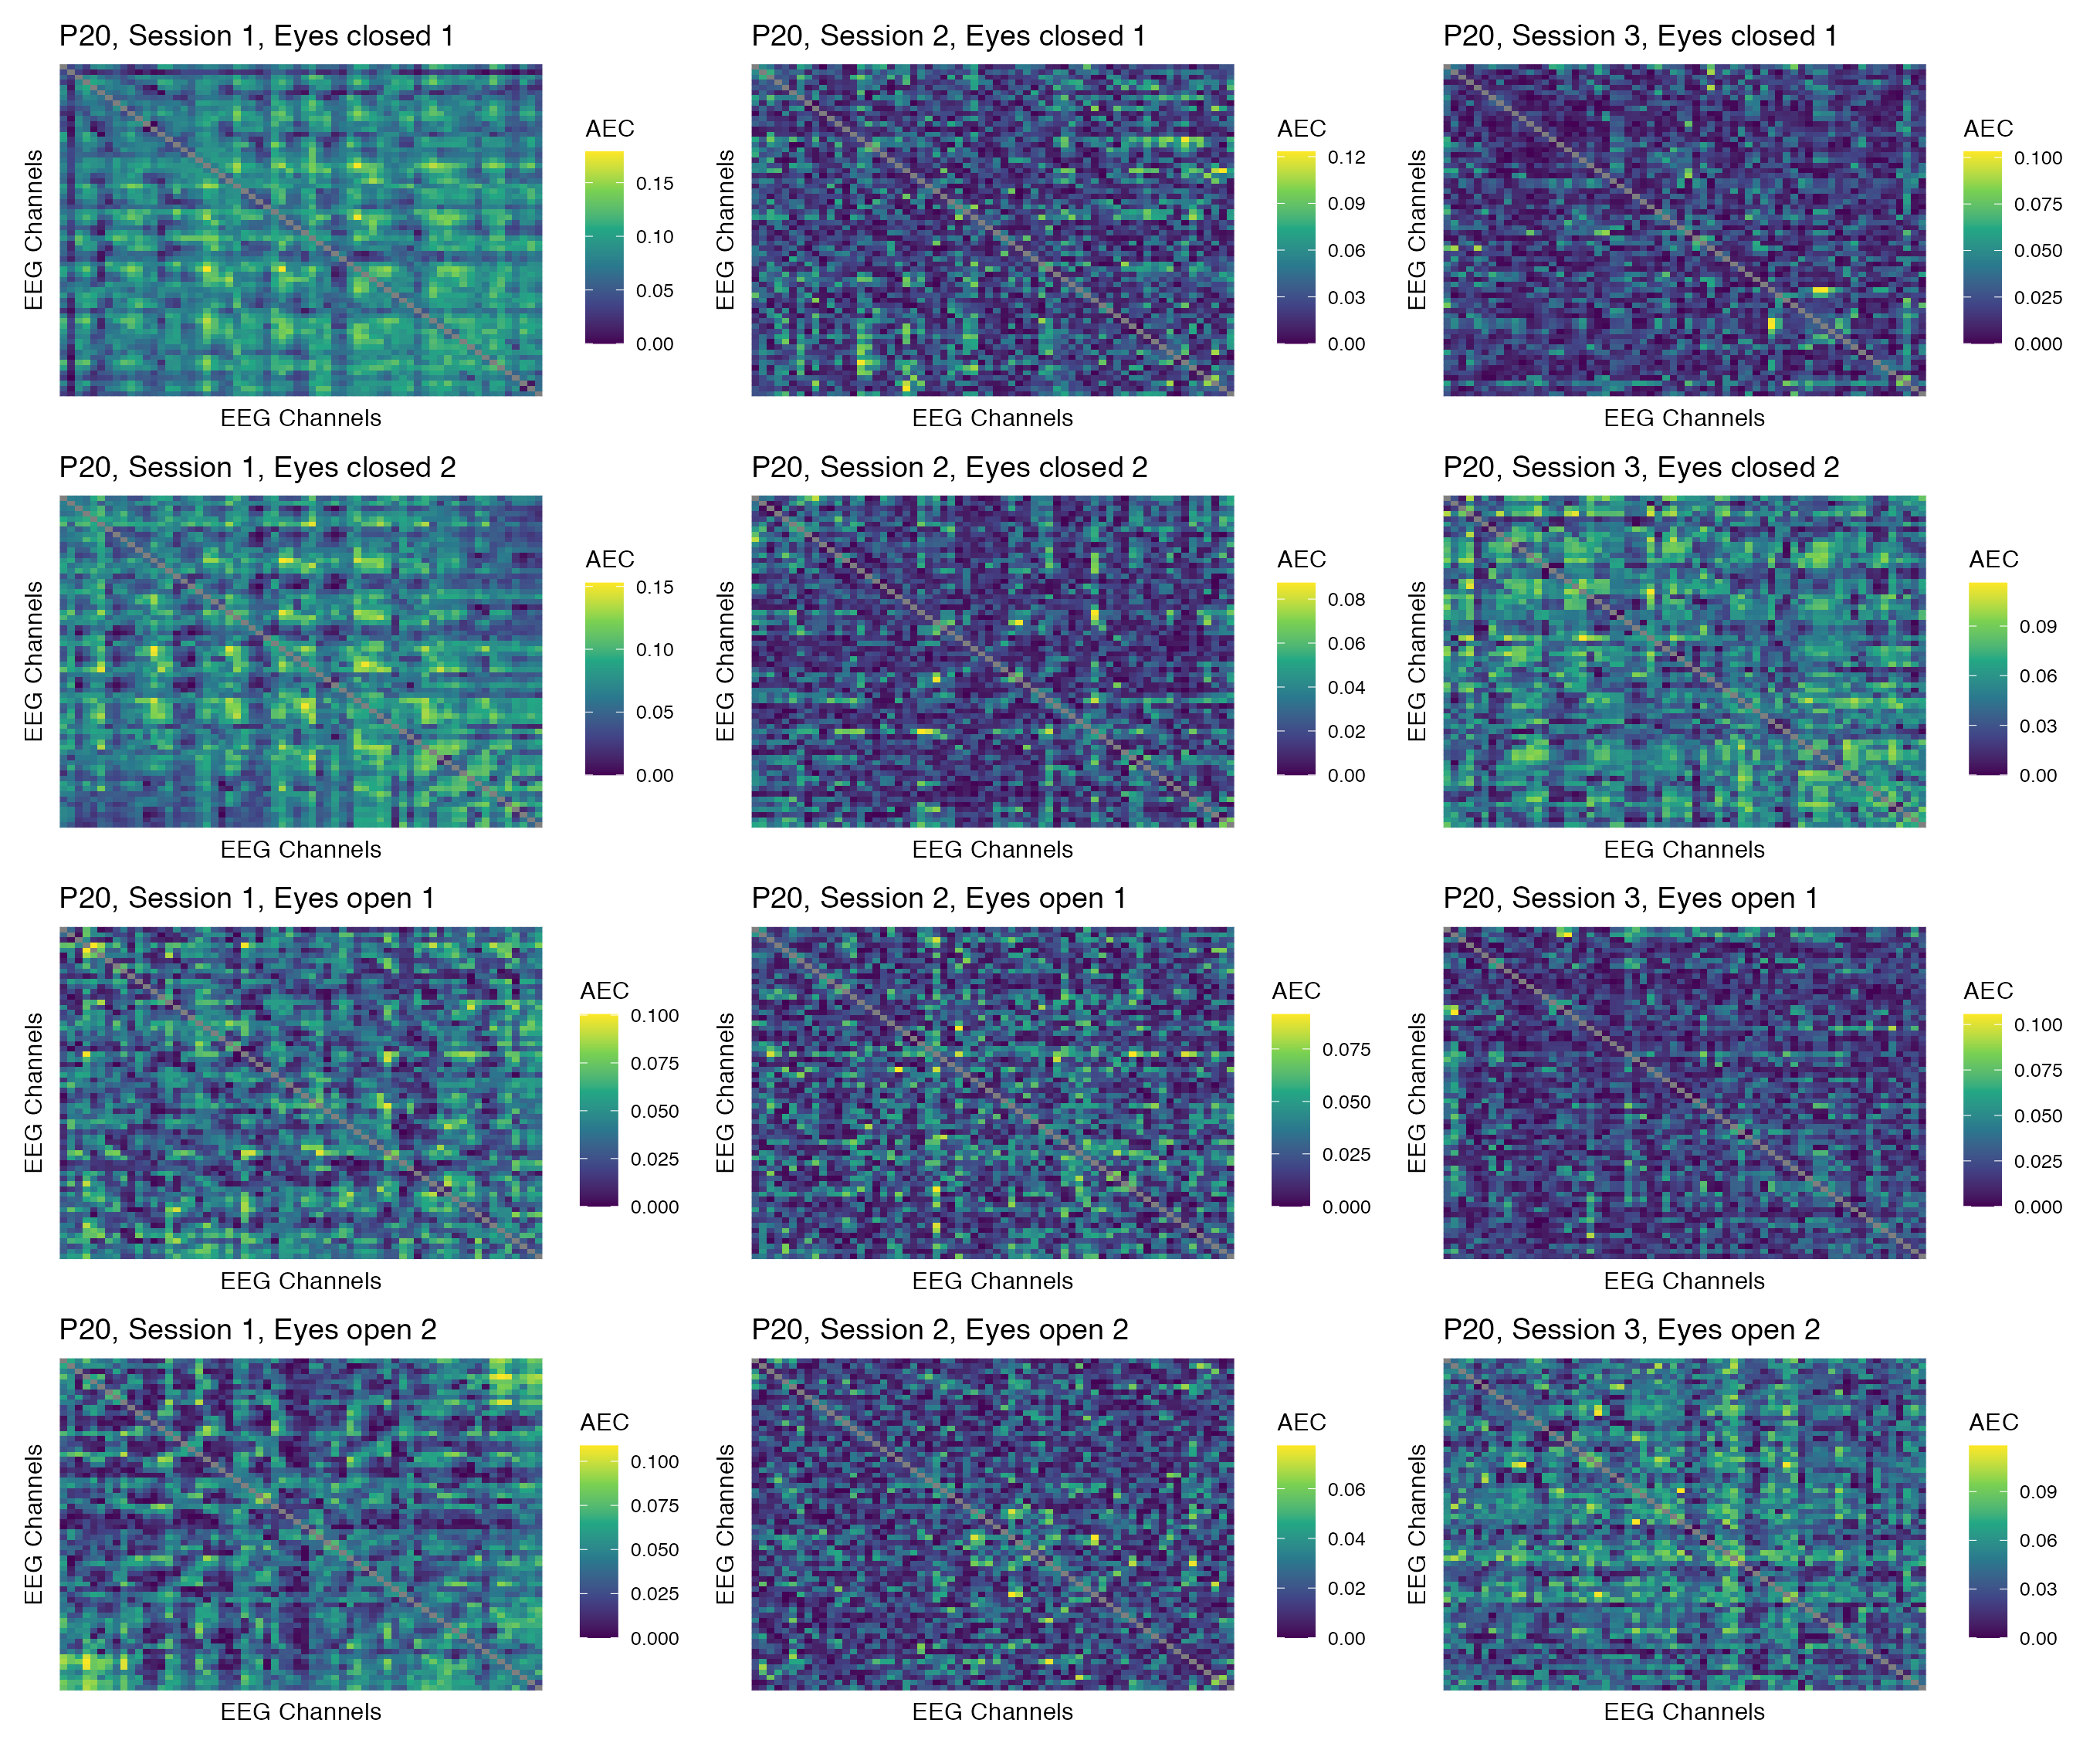 P20, Session 1, Eyes closed 1
EEG Channels
EEG Channels
AEC
0.15
0.10
0.05
0.00
P20, Session 2, Eyes closed 1
EEG Channels
EEG Channels
AEC
0.12
0.09
0.06
0.03
0.00
P20, Session 3, Eyes closed 1
EEG Channels
EEG Channels
AEC
0.100
0.075
0.050
0.025
0.000
P20, Session 1, Eyes closed 2
EEG Channels
EEG Channels
AEC
0.15
0.10
0.05
0.00
P20, Session 2, Eyes closed 2
EEG Channels
EEG Channels
AEC
0.08
0.06
0.04
0.02
0.00
P20, Session 3, Eyes closed 2
EEG Channels
EEG Channels
AEC
0.09
0.06
0.03
0.00
P20, Session 1, Eyes open 1
EEG Channels
EEG Channels
AEC
0.100
0.075
0.050
0.025
0.000
P20, Session 2, Eyes open 1
EEG Channels
EEG Channels
AEC
0.075
0.050
0.025
0.000
P20, Session 3, Eyes open 1
EEG Channels
EEG Channels
AEC
0.100
0.075
0.050
0.025
0.000
P20, Session 1, Eyes open 2
EEG Channels
EEG Channels
AEC
0.100
0.075
0.050
0.025
0.000
P20, Session 2, Eyes open 2
EEG Channels
EEG Channels
AEC
0.06
0.04
0.02
0.00
P20, Session 3, Eyes open 2
EEG Channels
EEG Channels
AEC
0.09
0.06
0.03
0.00